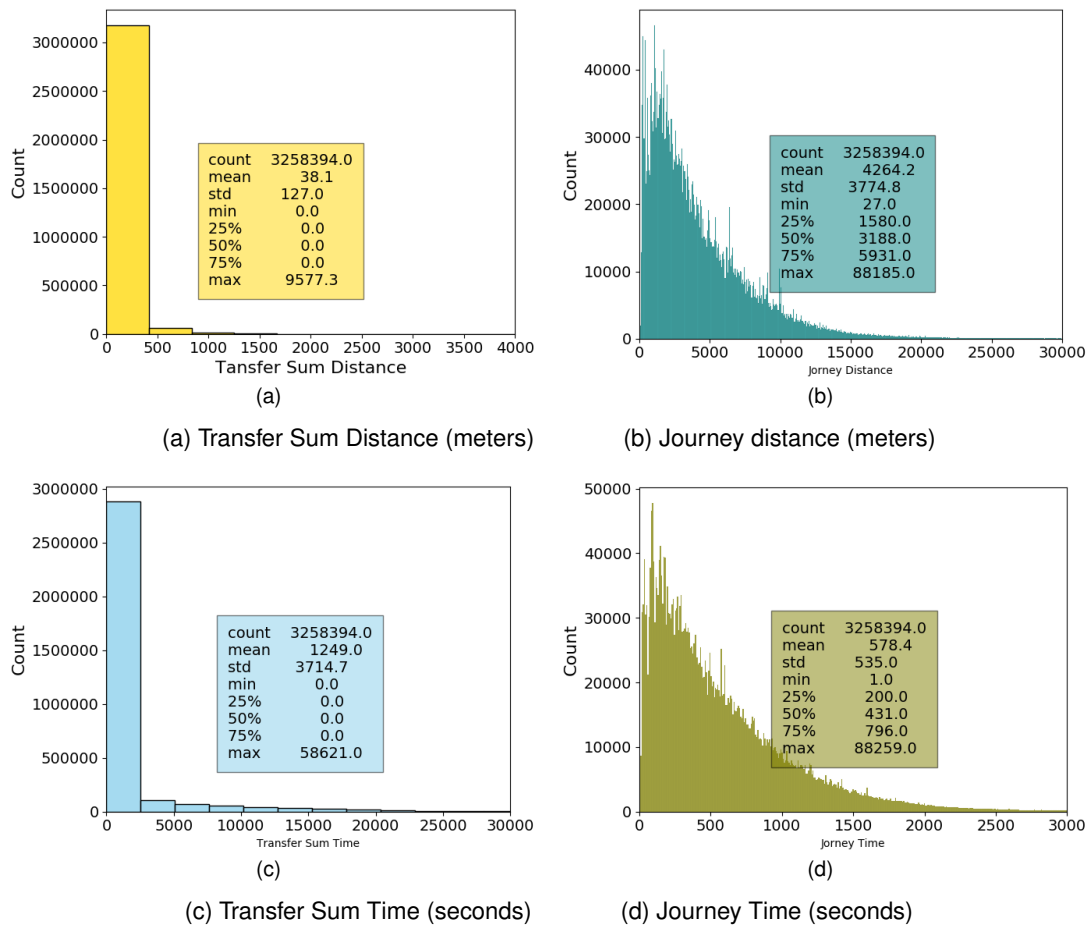 3000000
2500000
2000000
1500000
1000000
500000
0
Count
count 3258394.0
mean 38.1
std 127.0
min 0.0
25% 0.0
50% 0.0
75% 0.0
max 9577.3
0 500 1000 1500 2000 2500 3000 3500 4000
Tansfer Sum Distance
(a)
40000
30000
20000
10000
0
Count
count 3258394.0
mean 4264.2
std 3774.8
min 27.0
25% 1580.0
50% 3188.0
75% 5931.0
max 88185.0
0 5000 10000 15000 20000 25000 30000
Jorney Distance
(b)
(a) Transfer Sum Distance (meters)
(b) Journey distance (meters)
3000000
2500000
2000000
1500000
1000000
500000
0
Count
count 3258394.0
mean 1249.0
std 3714.7
min 0.0
25% 0.0
50% 0.0
75% 0.0
max 58621.0
0 5000 10000 15000 20000 25000 30000
Transfer Sum Time
(c)
50000
40000
30000
20000
10000
0
Count
count 3258394.0
mean 578.4
std 535.0
min 1.0
25% 200.0
50% 431.0
75% 796.0
max 88259.0
0 500 1000 1500 2000 2500 3000
Jorney Time
(d)
(c) Transfer Sum Time (seconds)
(d) Journey Time (seconds)